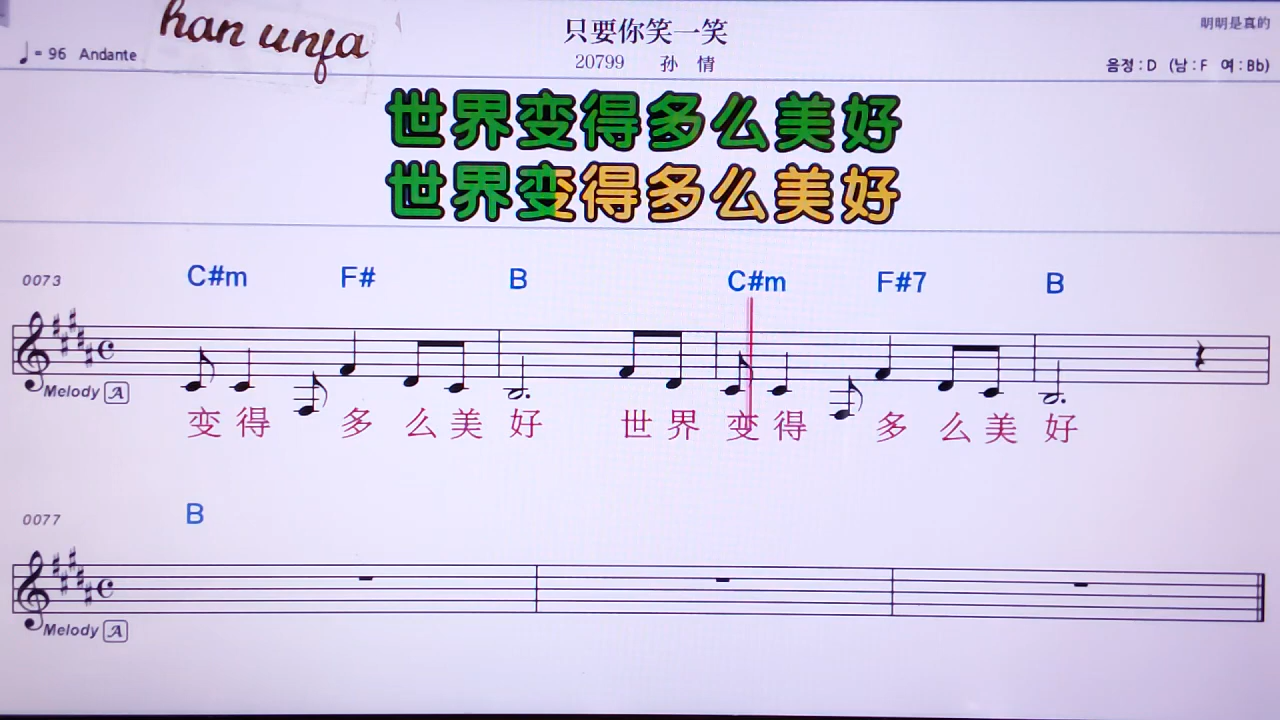 han unfa
只要你笑一笑
明明是真的
♩= 96 Andante
20799 孙 情
음정 : D (남 : F 여 : Bb)
世界变得多么美好
世界变得多么美好
0073 C#m F# B C#m F#7 B
Melody A
变得 多 么美 好 世界 变得 多 么美 好
0077 B
Melody A